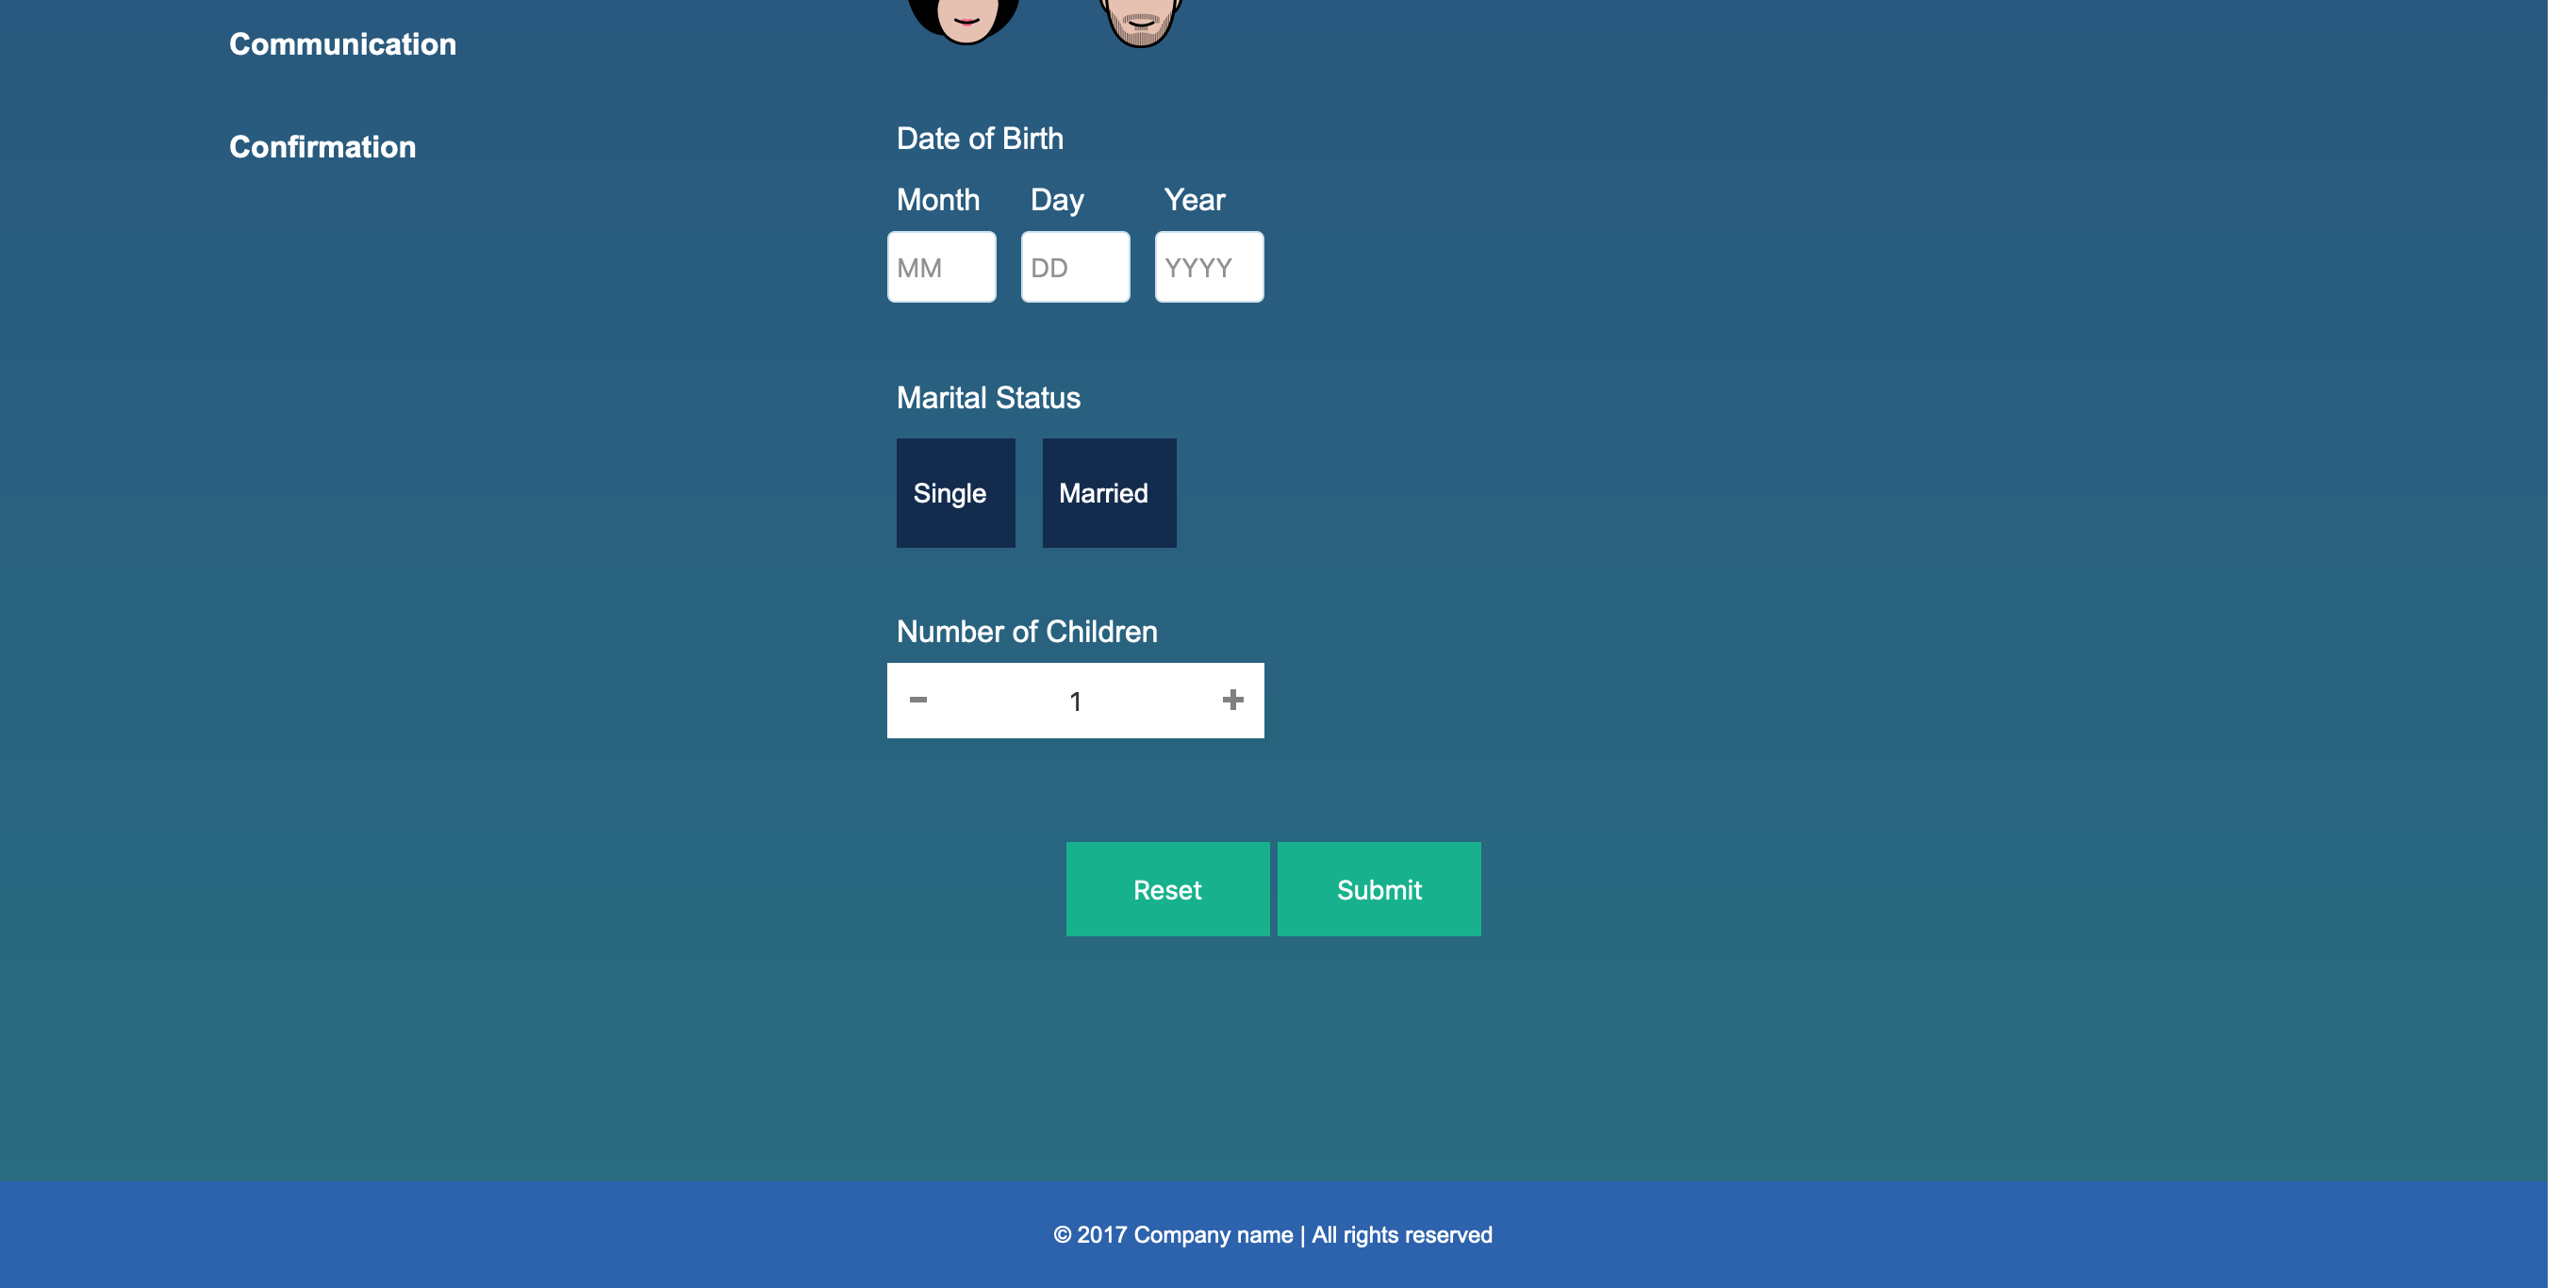 Communication
Confirmation
Date of Birth
Month Day Year
MM DD YYYY
Marital Status
Single Married
Number of Children
- 1 +
Reset Submit
© 2017 Company name | All rights reserved